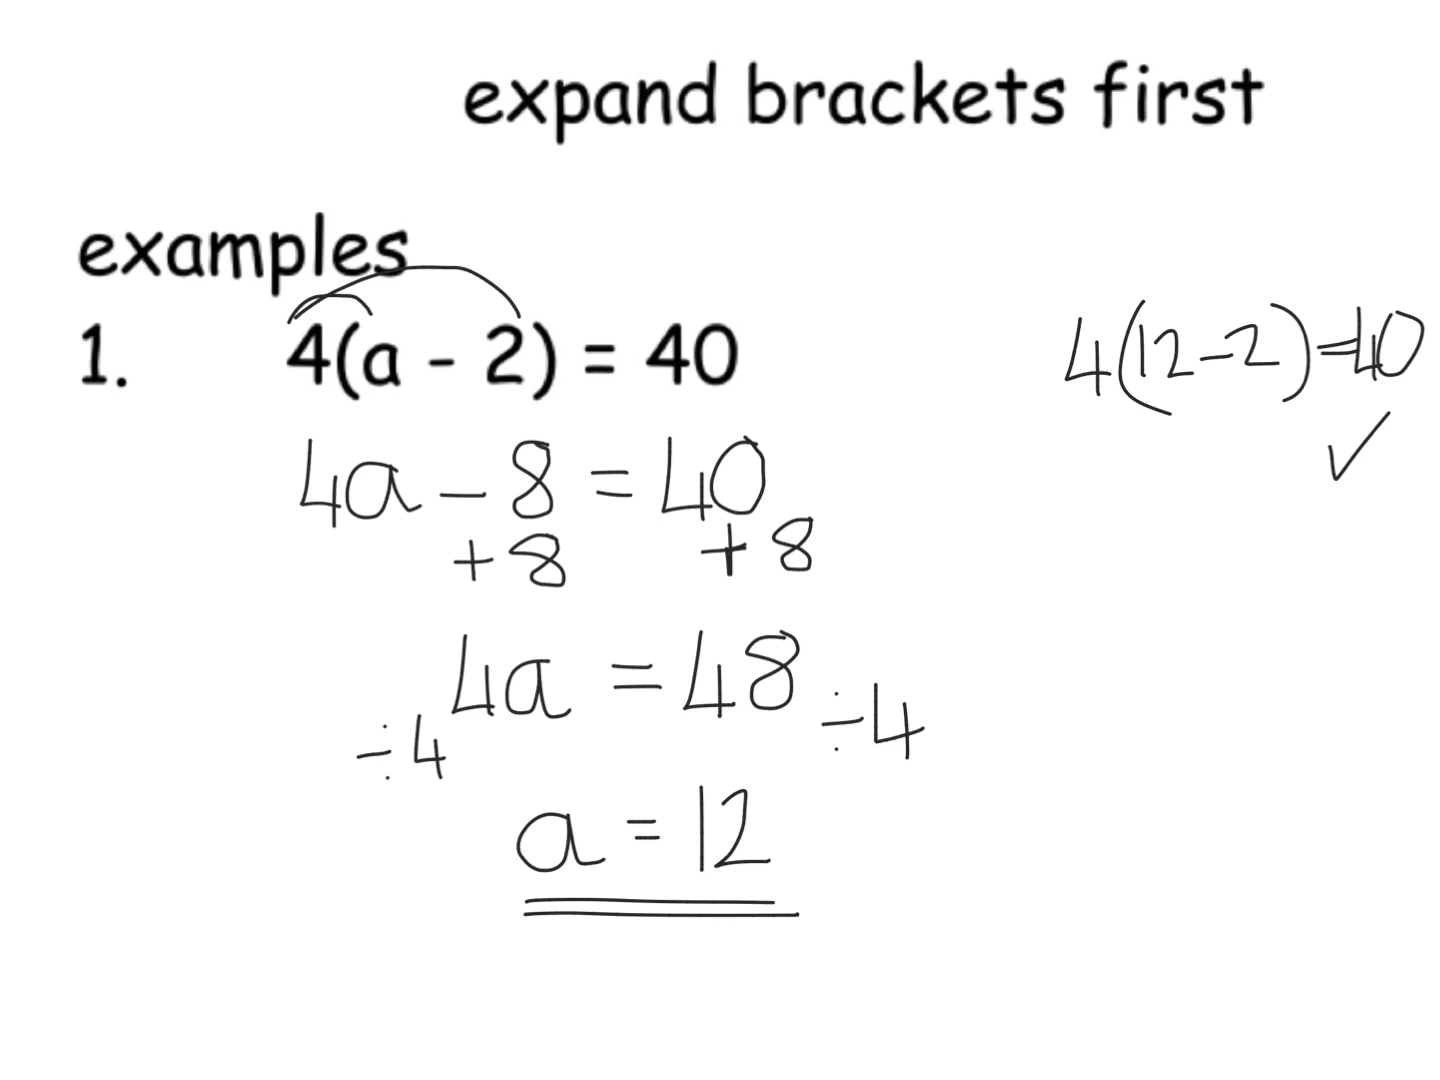 expand brackets first
examples
1. 4(a - 2) = 40
4(12-2)=40
✓
4a - 8 = 40
+8 +8
4a = 48
÷4 ÷4
a = 12